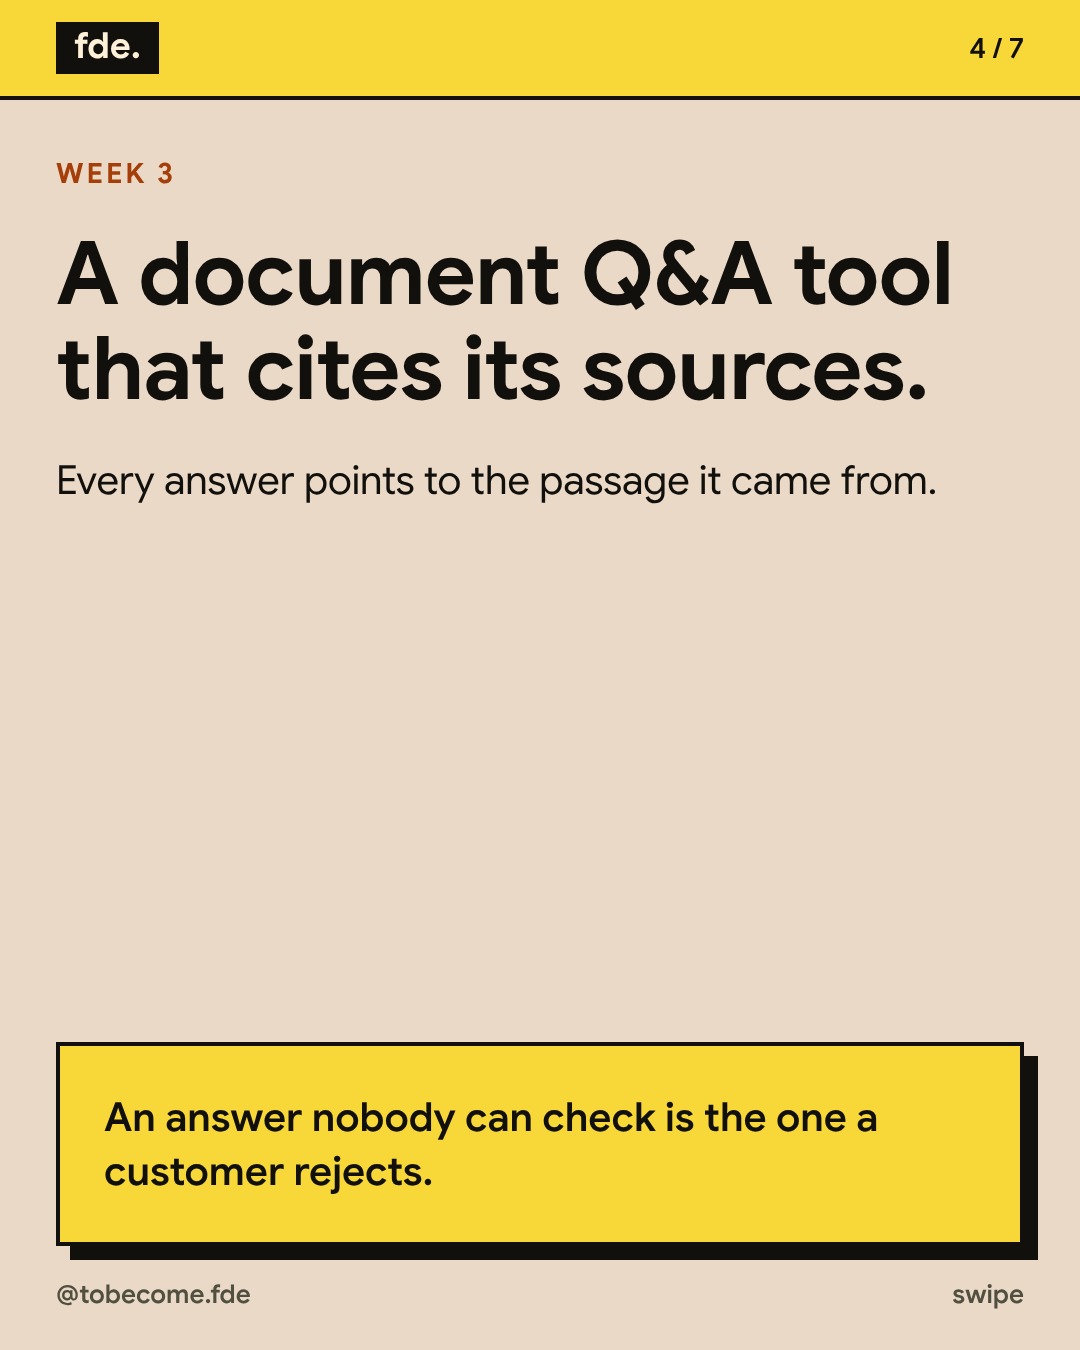 fde.
4 / 7
WEEK 3
A document Q&A tool
that cites its sources.
Every answer points to the passage it came from.
An answer nobody can check is the one a
customer rejects.
@tobecome.fde
swipe